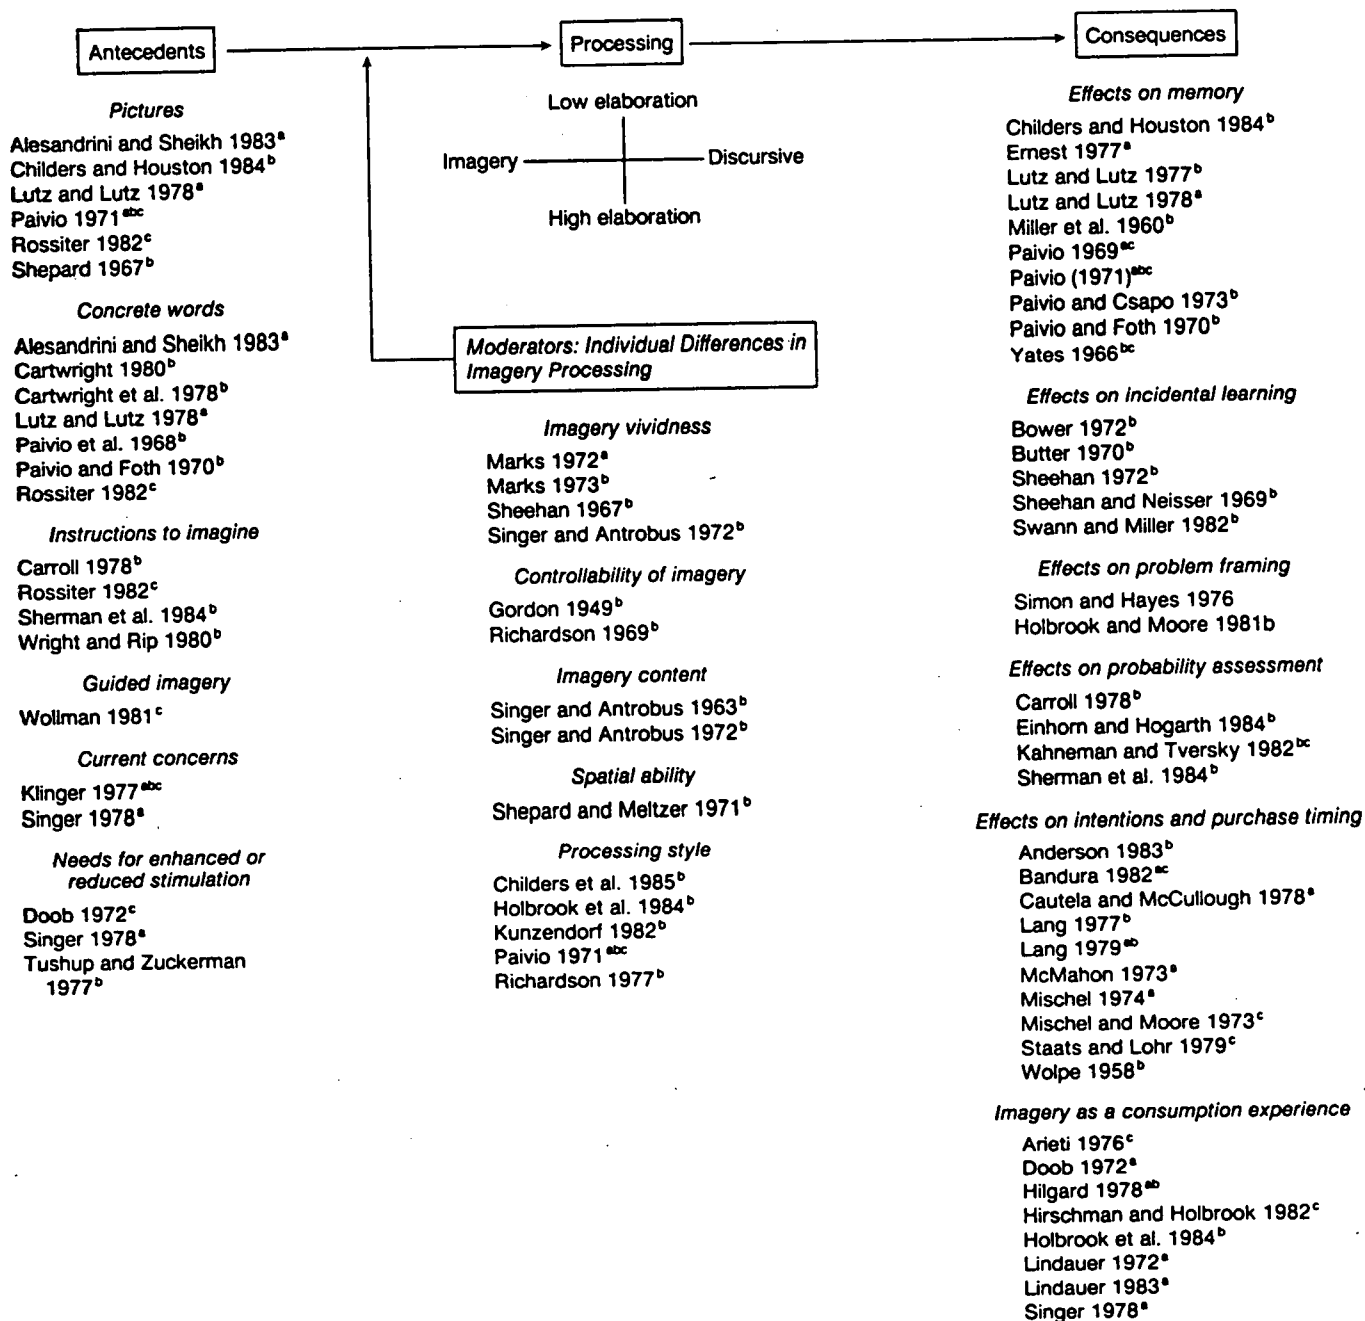 Antecedents
Pictures
Alesandrini and Sheikh 1983ᵃ
Childers and Houston 1984ᵇ
Lutz and Lutz 1978ᵃ
Paivio 1971ᵃᵇᶜ
Rossiter 1982ᶜ
Shepard 1967ᵇ
Concrete words
Alesandrini and Sheikh 1983ᵃ
Cartwright 1980ᵇ
Cartwright et al. 1978ᵇ
Lutz and Lutz 1978ᵃ
Paivio et al. 1968ᵇ
Paivio and Foth 1970ᵇ
Rossiter 1982ᶜ
Instructions to imagine
Carroll 1978ᵇ
Rossiter 1982ᶜ
Sherman et al. 1984ᵇ
Wright and Rip 1980ᵇ
Guided imagery
Wollman 1981ᶜ
Current concerns
Klinger 1977ᵃᵇᶜ
Singer 1978ᵃ
Needs for enhanced or
reduced stimulation
Doob 1972ᶜ
Singer 1978ᵃ
Tushup and Zuckerman
1977ᵇ
Processing
Low elaboration
Imagery
Discursive
High elaboration
Moderators: Individual Differences in
Imagery Processing
Imagery vividness
Marks 1972ᵃ
Marks 1973ᵇ
Sheehan 1967ᵇ
Singer and Antrobus 1972ᵇ
Controllability of imagery
Gordon 1949ᵇ
Richardson 1969ᵇ
Imagery content
Singer and Antrobus 1963ᵇ
Singer and Antrobus 1972ᵇ
Spatial ability
Shepard and Meltzer 1971ᵇ
Processing style
Childers et al. 1985ᵇ
Holbrook et al. 1984ᵇ
Kunzendorf 1982ᵇ
Paivio 1971ᵃᵇᶜ
Richardson 1977ᵇ
Consequences
Effects on memory
Childers and Houston 1984ᵇ
Ernest 1977ᵃ
Lutz and Lutz 1977ᵇ
Lutz and Lutz 1978ᵃ
Miller et al. 1960ᵇ
Paivio 1969ᵃᶜ
Paivio (1971)ᵃᵇᶜ
Paivio and Csapo 1973ᵇ
Paivio and Foth 1970ᵇ
Yates 1966ᵇᶜ
Effects on incidental learning
Bower 1972ᵇ
Butter 1970ᵇ
Sheehan 1972ᵇ
Sheehan and Neisser 1969ᵇ
Swann and Miller 1982ᵇ
Effects on problem framing
Simon and Hayes 1976
Holbrook and Moore 1981b
Effects on probability assessment
Carroll 1978ᵇ
Einhorn and Hogarth 1984ᵇ
Kahneman and Tversky 1982ᵇᶜ
Sherman et al. 1984ᵇ
Effects on intentions and purchase timing
Anderson 1983ᵇ
Bandura 1982ᵃᶜ
Cautela and McCullough 1978ᵃ
Lang 1977ᵇ
Lang 1979ᵃᵇ
McMahon 1973ᵃ
Mischel 1974ᵃ
Mischel and Moore 1973ᶜ
Staats and Lohr 1979ᶜ
Wolpe 1958ᵇ
Imagery as a consumption experience
Arieti 1976ᶜ
Doob 1972ᵃ
Hilgard 1978ᵃᵇ
Hirschman and Holbrook 1982ᶜ
Holbrook et al. 1984ᵇ
Lindauer 1972ᵃ
Lindauer 1983ᵃ
Singer 1978ᵃ